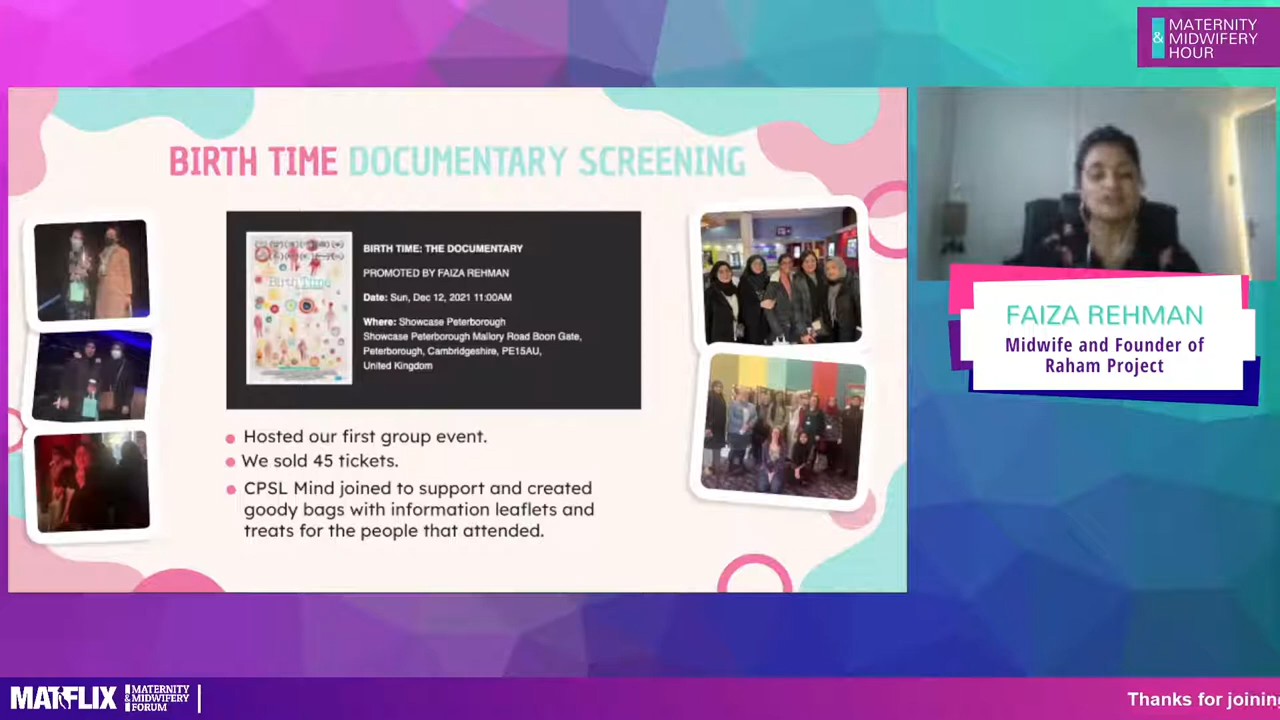 MATERNITY
& MIDWIFERY
HOUR
BIRTH TIME DOCUMENTARY SCREENING
Birth Time
BIRTH TIME: THE DOCUMENTARY
PROMOTED BY FAIZA REHMAN
Date: Sun, Dec 12, 2021 11:00AM
Where: Showcase Peterborough
Showcase Peterborough Mallory Road Boon Gate,
Peterborough, Cambridgeshire, PE15AU,
United Kingdom
Hosted our first group event.
We sold 45 tickets.
CPSL Mind joined to support and created
goody bags with information leaflets and
treats for the people that attended.
FAIZA REHMAN
Midwife and Founder of
Raham Project
MATFLIX
MATERNITY
& MIDWIFERY
FORUM
Thanks for joining